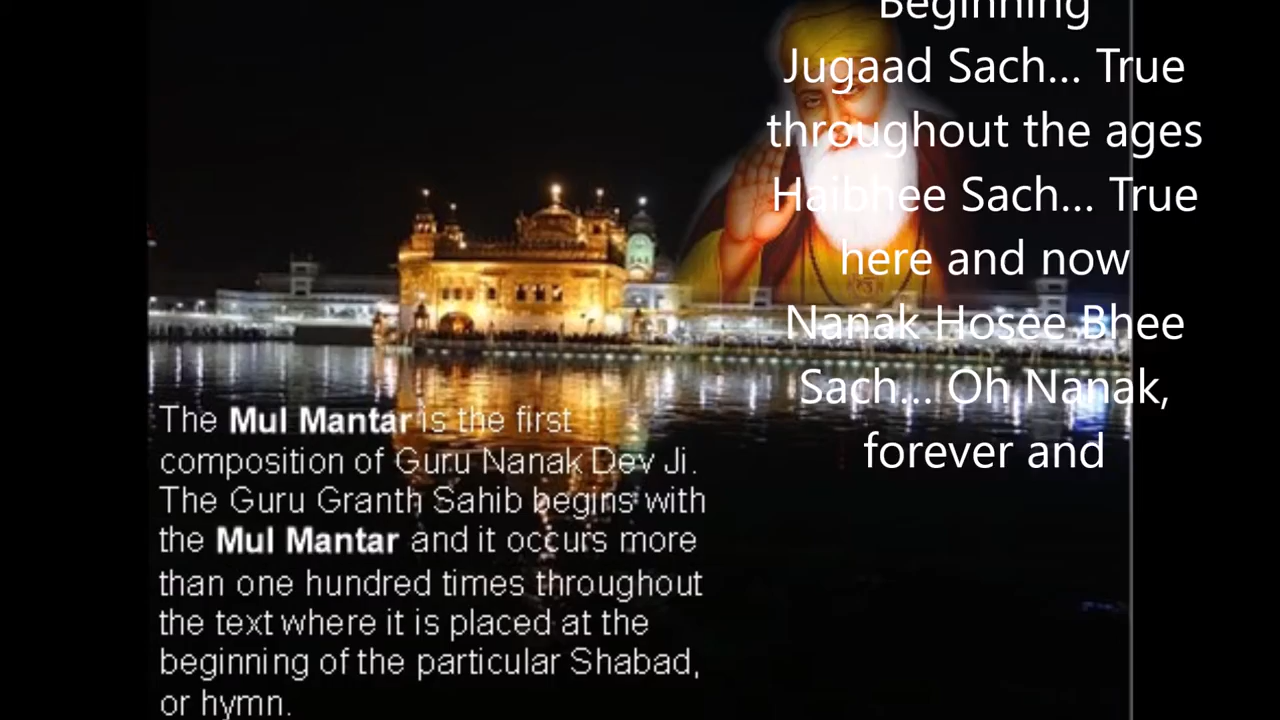 Beginning
Jugaad Sach... True
throughout the ages
Haibhee Sach... True
here and now
Nanak Hosee Bhee
Sach... Oh Nanak,
forever and
The Mul Mantar is the first
composition of Guru Nanak Dev Ji.
The Guru Granth Sahib begins with
the Mul Mantar and it occurs more
than one hundred times throughout
the text where it is placed at the
beginning of the particular Shabad,
or hymn.